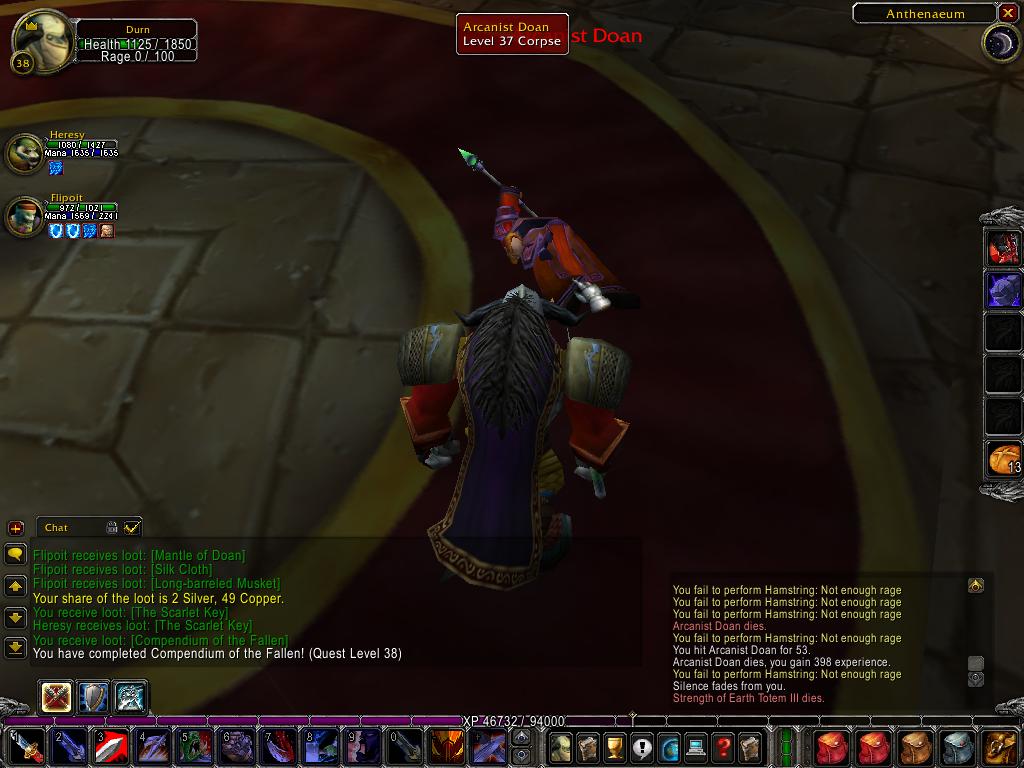 Durn
Health 1125 / 1850
Rage 0 / 100
38
Arcanist Doan
Level 37 Corpse
st Doan
Anthenaeum
Heresy
1080 / 1427
Mana 1635 / 1635
Flipoit
972 / 1021
Mana 1569 / 2241
13
Chat
Flipoit receives loot: [Mantle of Doan]
Flipoit receives loot: [Silk Cloth]
Flipoit receives loot: [Long-barreled Musket]
Your share of the loot is 2 Silver, 49 Copper.
You receive loot: [The Scarlet Key]
Heresy receives loot: [The Scarlet Key]
You receive loot: [Compendium of the Fallen]
You have completed Compendium of the Fallen! (Quest Level 38)
You fail to perform Hamstring: Not enough rage
You fail to perform Hamstring: Not enough rage
You fail to perform Hamstring: Not enough rage
Arcanist Doan dies.
You fail to perform Hamstring: Not enough rage
You hit Arcanist Doan for 53.
Arcanist Doan dies, you gain 398 experience.
You fail to perform Hamstring: Not enough rage
Silence fades from you.
Strength of Earth Totem III dies.
XP 46732 / 94000
1 2 3 4 5 6 7 8 9 0 - =